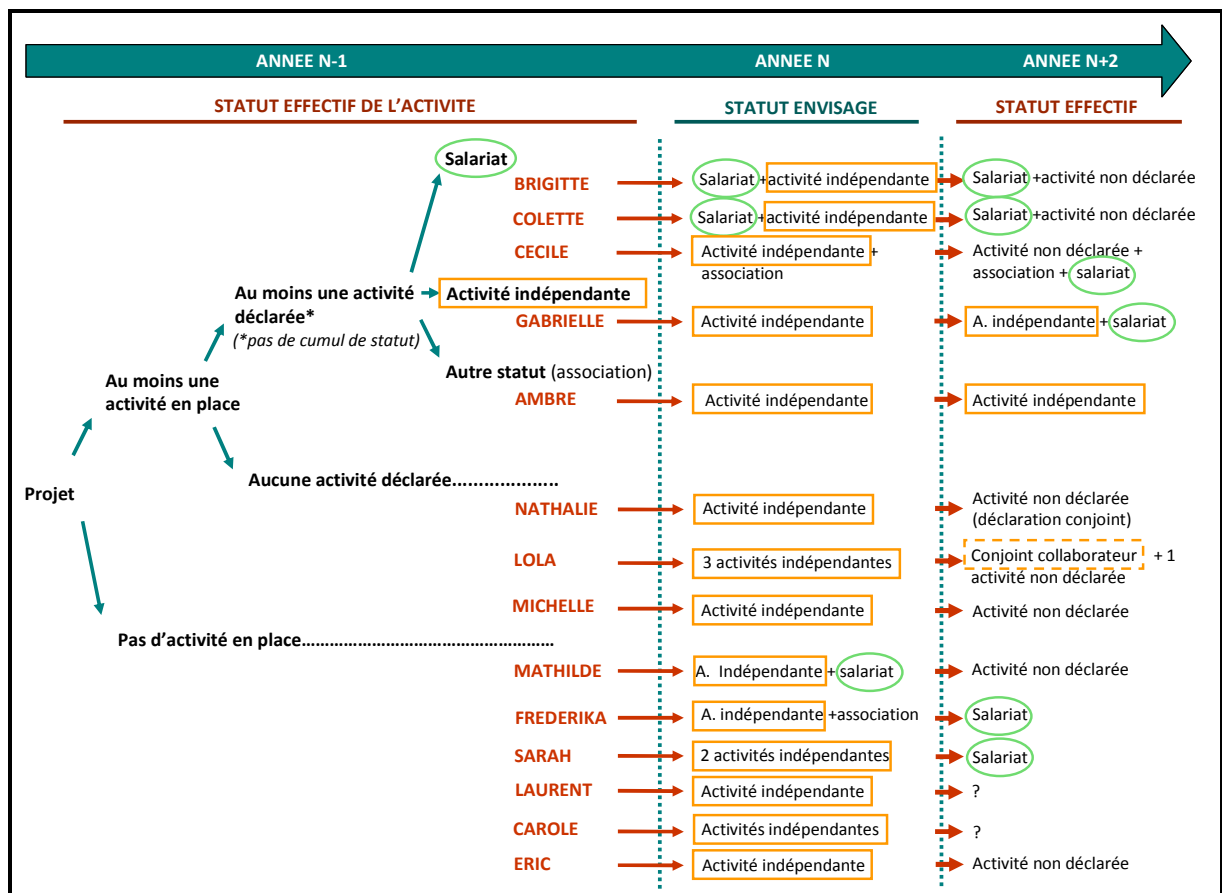 ANNEE N-1 ANNEE N ANNEE N+2
STATUT EFFECTIF DE L'ACTIVITE STATUT ENVISAGE STATUT EFFECTIF
Salariat
BRIGITTE Salariat +activité indépendante Salariat +activité non déclarée
COLETTE Salariat +activité indépendante Salariat +activité non déclarée
CECILE Activité indépendante + Activité non déclarée +
association association + salariat
Au moins une activité Activité indépendante
déclarée*
(*pas de cumul de statut)
GABRIELLE Activité indépendante A. indépendante + salariat
Autre statut (association)
Au moins une
activité en place
AMBRE Activité indépendante Activité indépendante
Aucune activité déclarée....................
Projet
NATHALIE Activité indépendante Activité non déclarée
(déclaration conjoint)
LOLA 3 activités indépendantes Conjoint collaborateur + 1
activité non déclarée
MICHELLE Activité indépendante Activité non déclarée
Pas d'activité en place......................................................
MATHILDE A. Indépendante + salariat Activité non déclarée
FREDERIKA A. indépendante +association Salariat
SARAH 2 activités indépendantes Salariat
LAURENT Activité indépendante ?
CAROLE Activités indépendantes ?
ERIC Activité indépendante Activité non déclarée